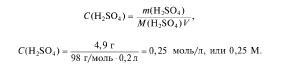 C(H₂SO₄) = m(H₂SO₄) / M(H₂SO₄) V,
C(H₂SO₄) = 4,9 г / 98 г/моль · 0,2 л = 0,25 моль/л, или 0,25 М.